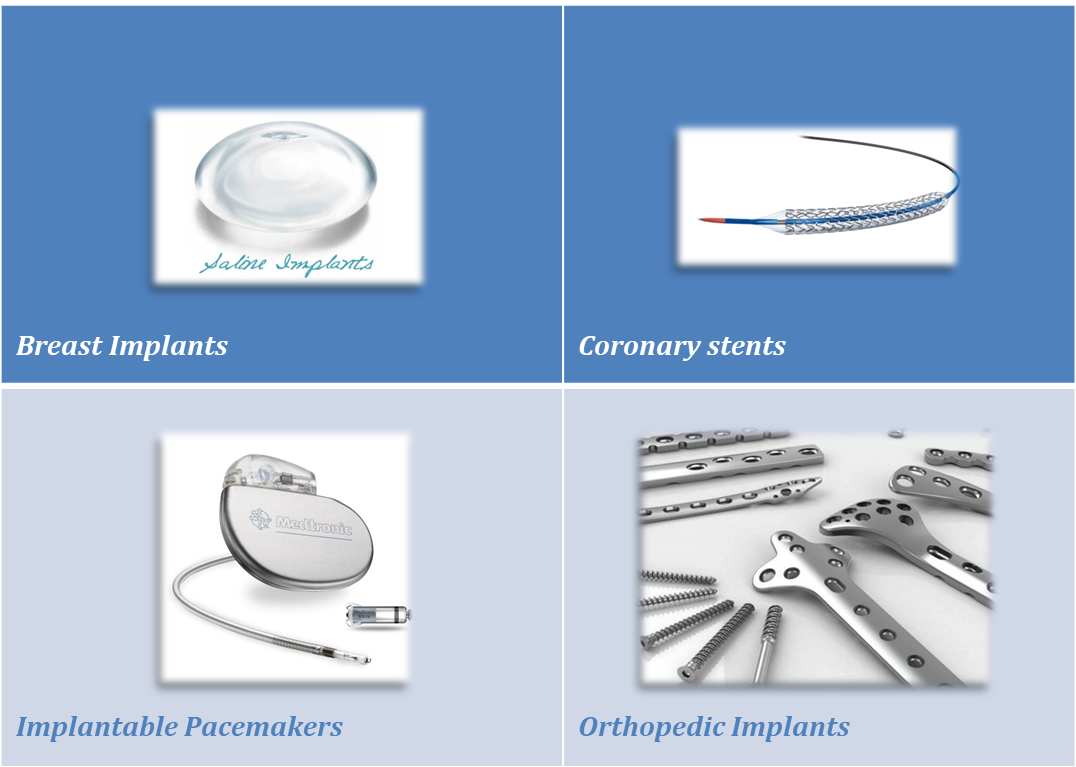 Saline Implants
Breast Implants
Coronary stents
Medtronic
Implantable Pacemakers
Orthopedic Implants